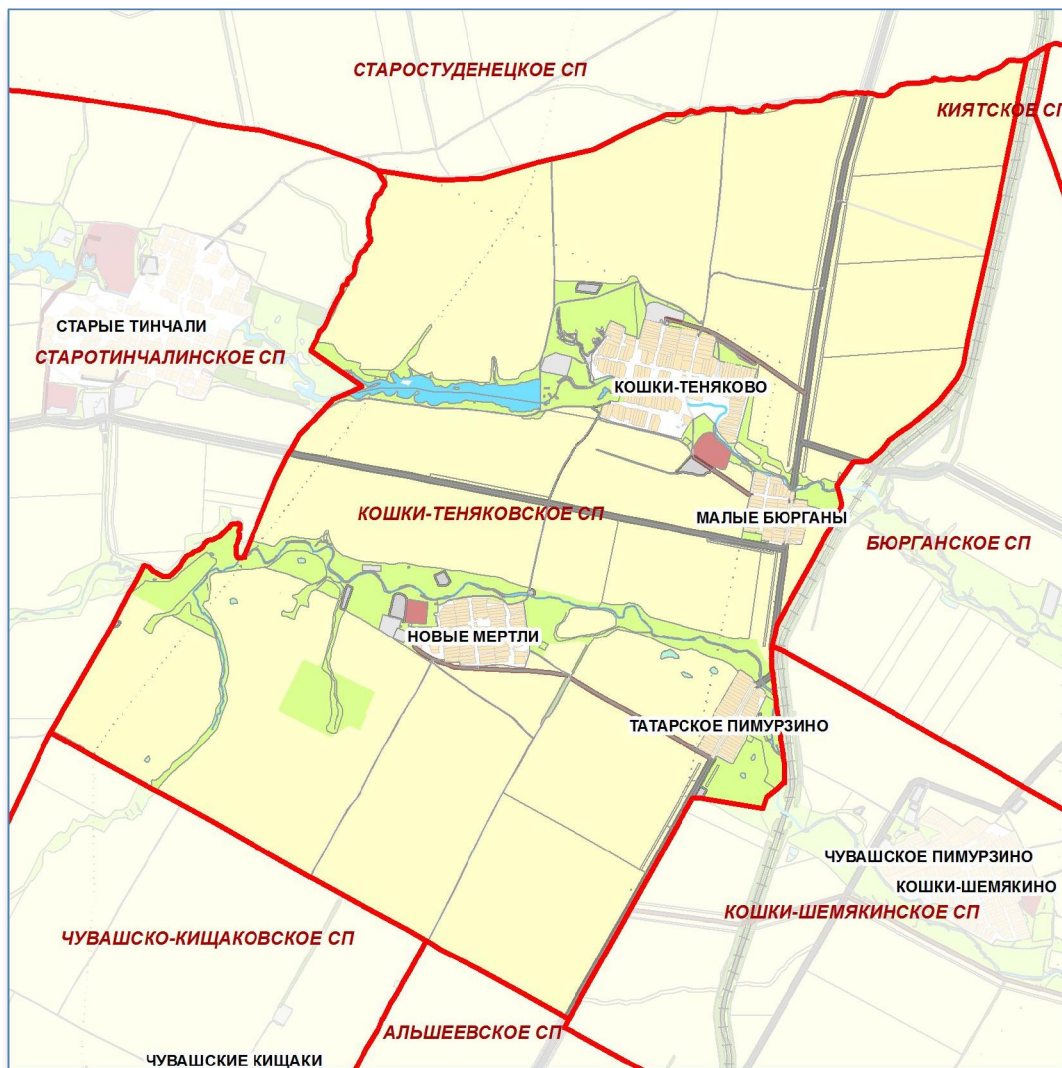 СТАРОСТУДЕНЕЦКОЕ СП
КИЯТСКОЕ СП
СТАРЫЕ ТИНЧАЛИ
СТАРОТИНЧАЛИНСКОЕ СП
КОШКИ-ТЕНЯКОВО
КОШКИ-ТЕНЯКОВСКОЕ СП
МАЛЫЕ БЮРГАНЫ
БЮРГАНСКОЕ СП
НОВЫЕ МЕРТЛИ
ТАТАРСКОЕ ПИМУРЗИНО
ЧУВАШСКОЕ ПИМУРЗИНО
КОШКИ-ШЕМЯКИНО
КОШКИ-ШЕМЯКИНСКОЕ СП
ЧУВАШСКО-КИЩАКОВСКОЕ СП
АЛЬШЕЕВСКОЕ СП
ЧУВАШСКИЕ КИЩАКИ